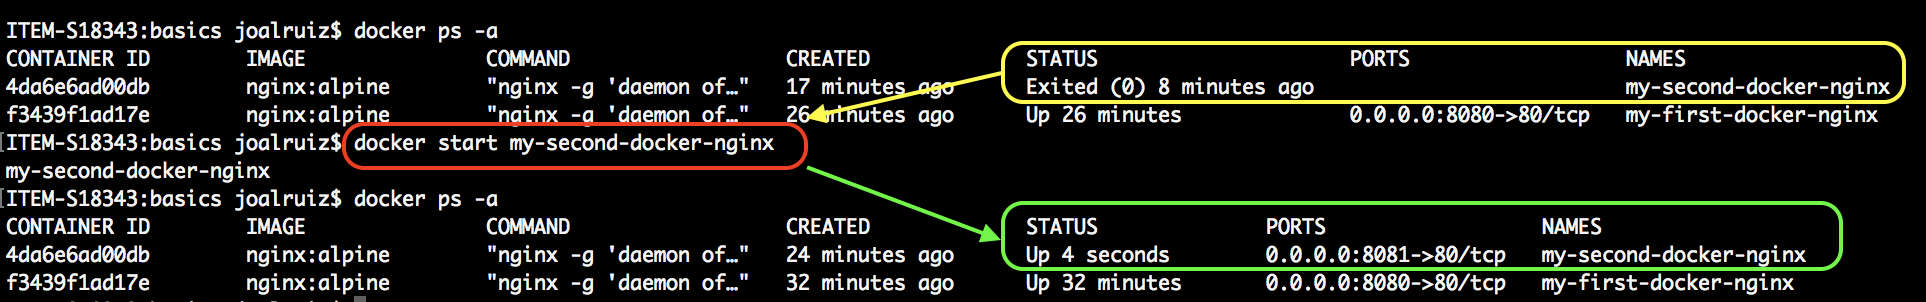 ITEM-S18343:basics joalruiz$ docker ps -a
CONTAINER ID IMAGE COMMAND CREATED STATUS PORTS NAMES
4da6e6ad00db nginx:alpine "nginx -g 'daemon of…" 17 minutes ago Exited (0) 8 minutes ago my-second-docker-nginx
f3439f1ad17e nginx:alpine "nginx -g 'daemon of…" 26 minutes ago Up 26 minutes 0.0.0.0:8080->80/tcp my-first-docker-nginx
ITEM-S18343:basics joalruiz$ docker start my-second-docker-nginx
my-second-docker-nginx
ITEM-S18343:basics joalruiz$ docker ps -a
CONTAINER ID IMAGE COMMAND CREATED STATUS PORTS NAMES
4da6e6ad00db nginx:alpine "nginx -g 'daemon of…" 24 minutes ago Up 4 seconds 0.0.0.0:8081->80/tcp my-second-docker-nginx
f3439f1ad17e nginx:alpine "nginx -g 'daemon of…" 32 minutes ago Up 32 minutes 0.0.0.0:8080->80/tcp my-first-docker-nginx